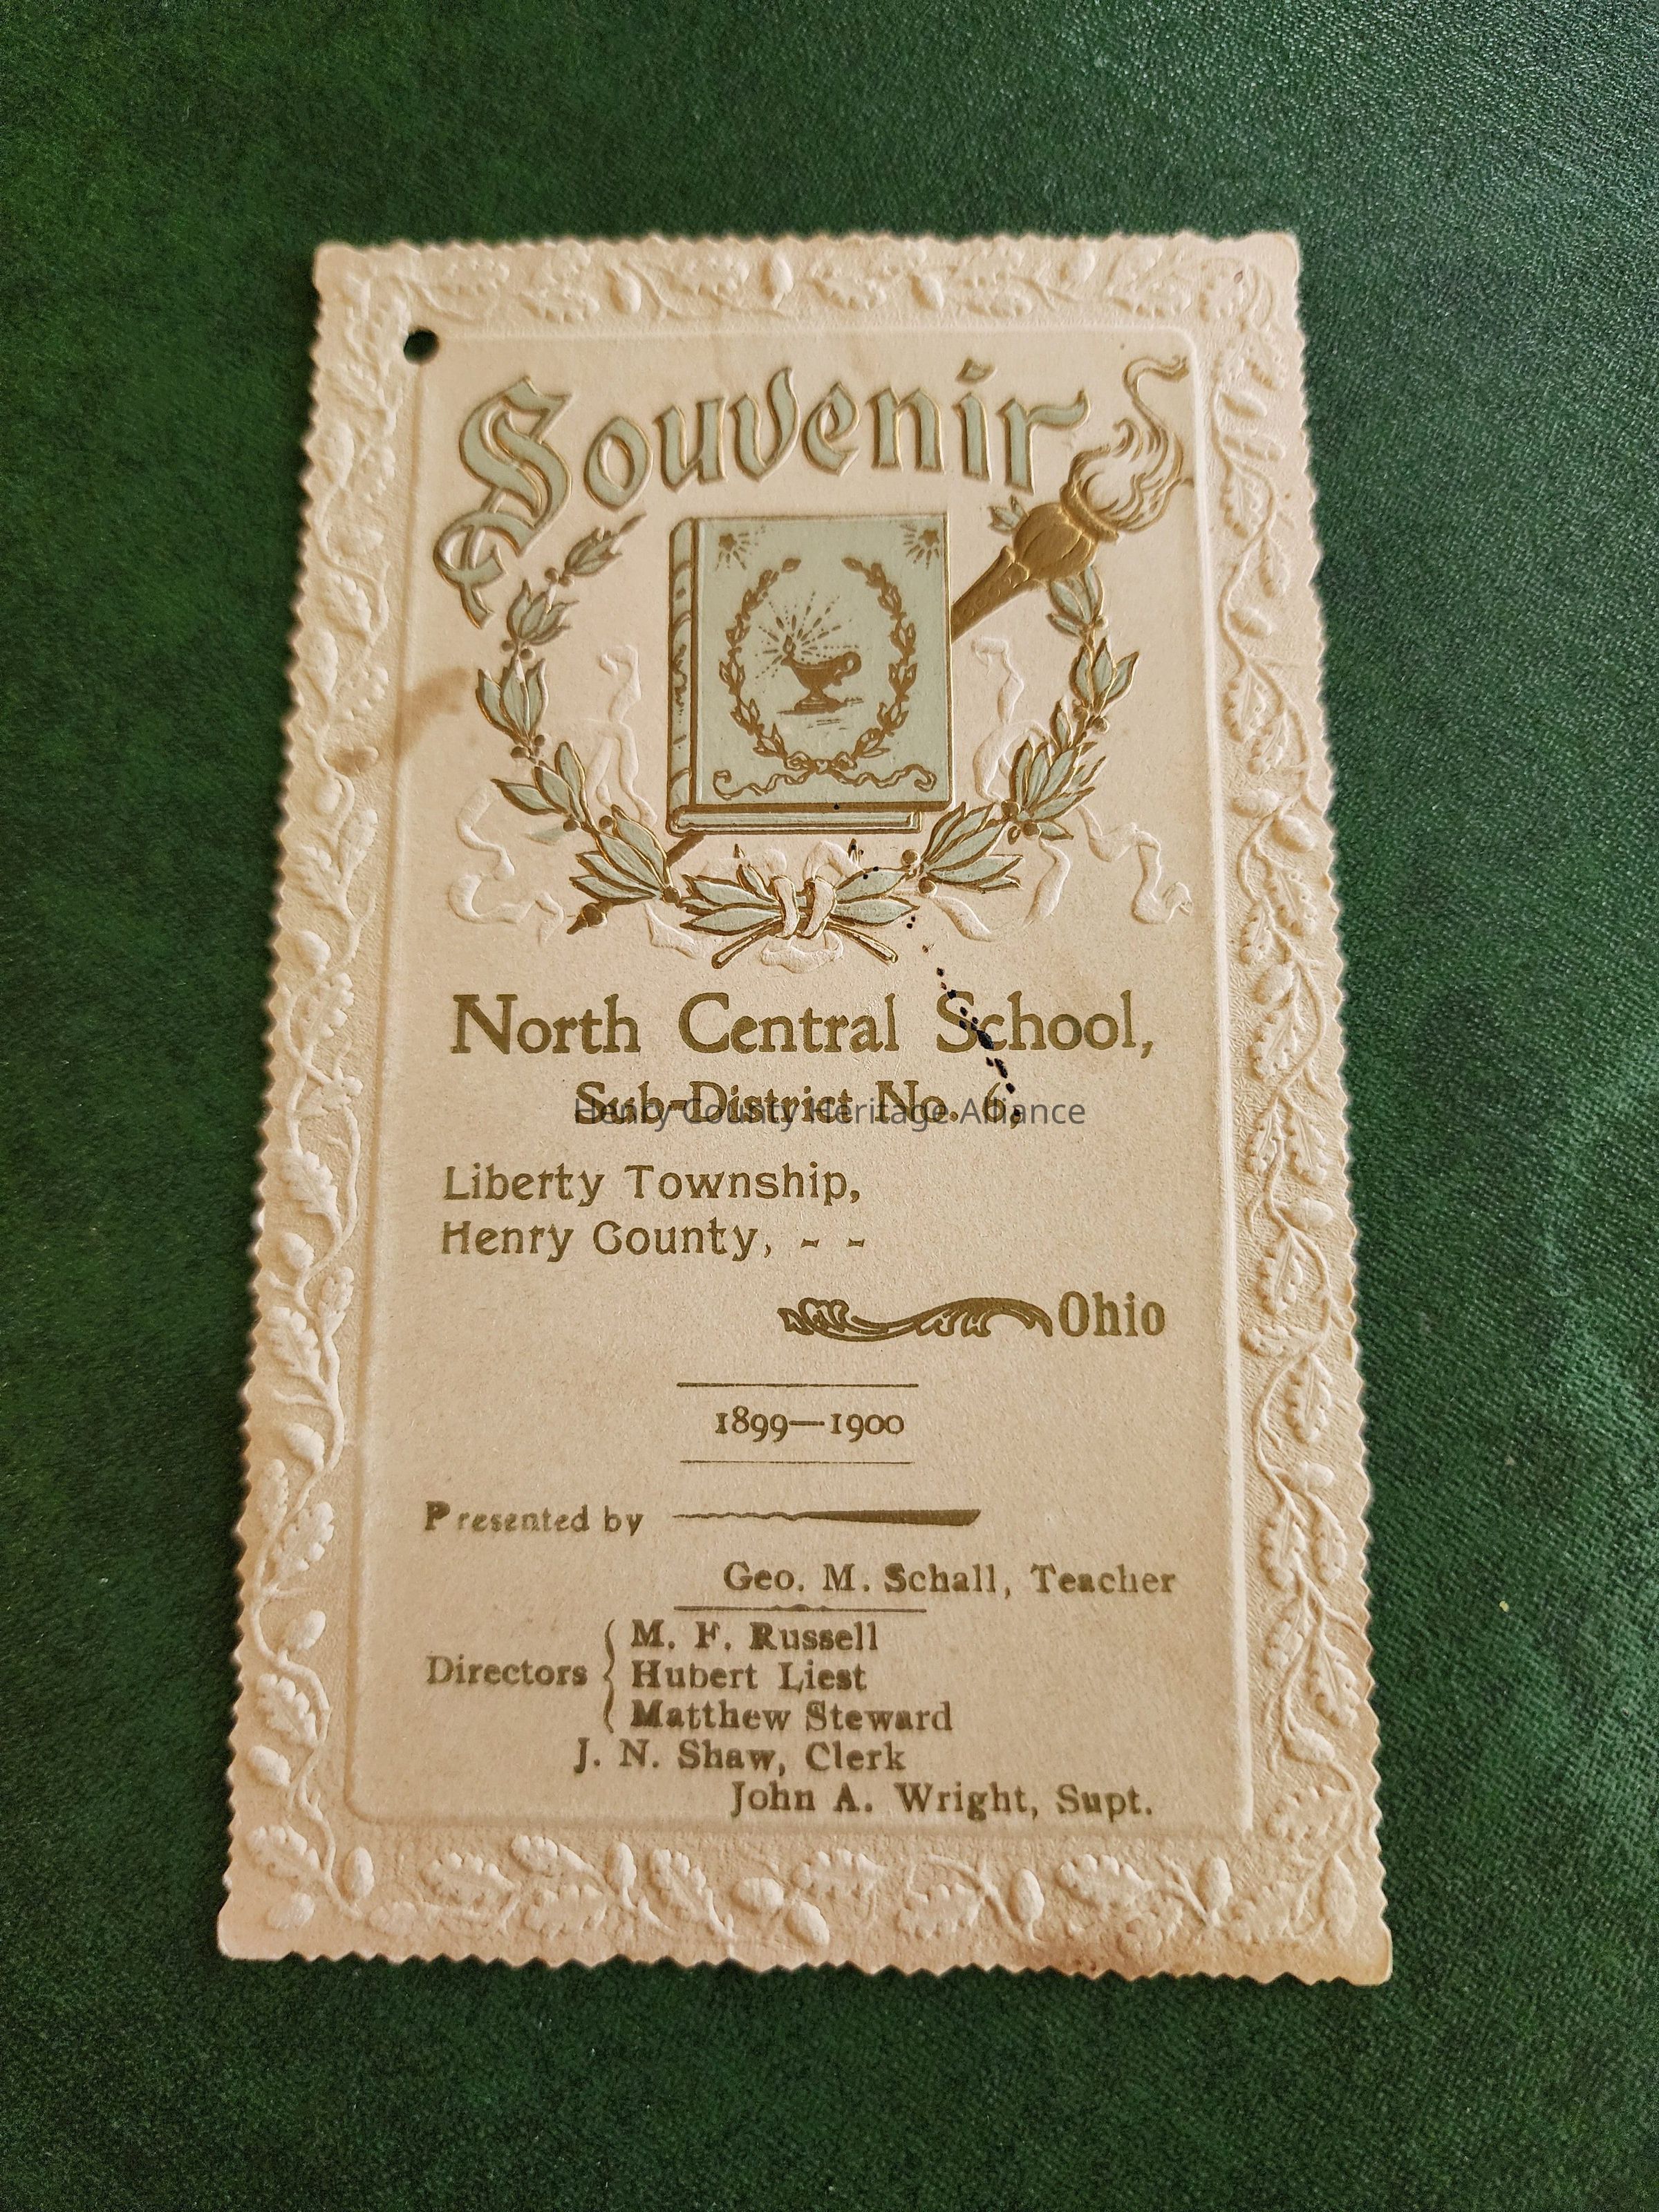 Souvenir
North Central School,
Sub-District No. 6,
Henry County Heritage Alliance
Liberty Township,
Henry County, - -
Ohio
1899—1900
Presented by
Geo. M. Schall, Teacher
Directors { M. F. Russell
Hubert Liest
Matthew Steward
J. N. Shaw, Clerk
John A. Wright, Supt.